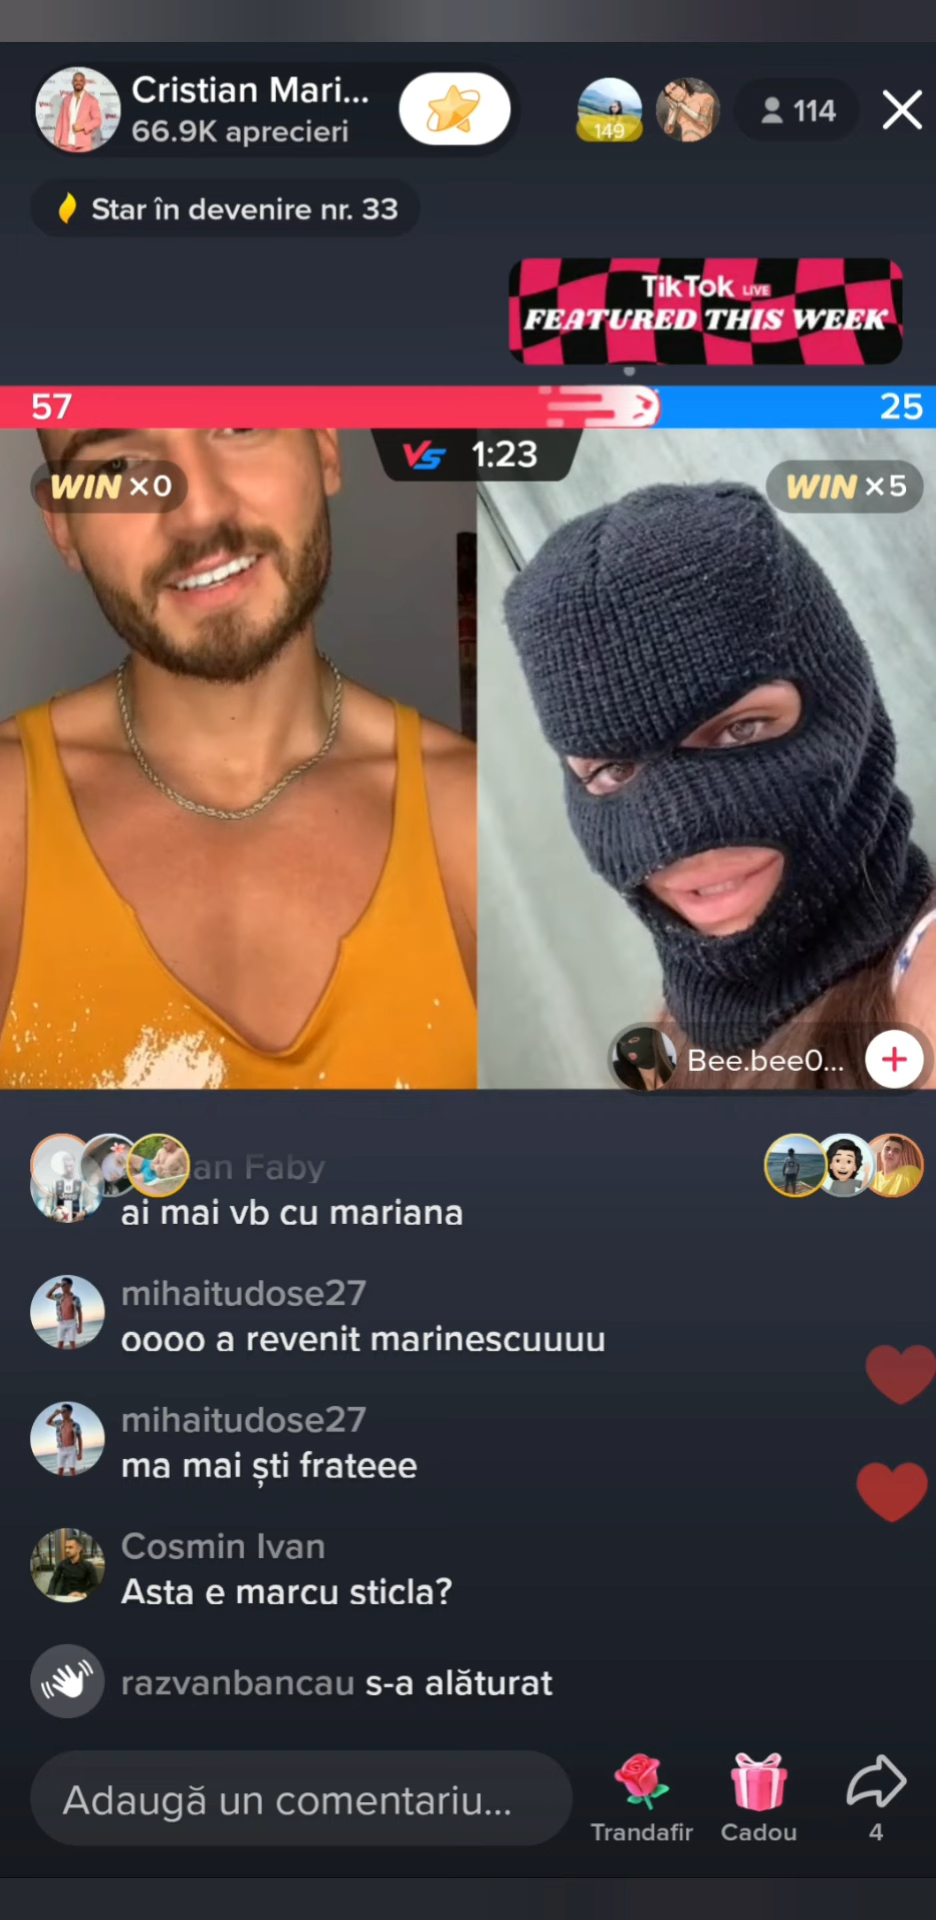 Cristian Mari...
66.9K aprecieri
149
114
Star în devenire nr. 33
TikTok LIVE
FEATURED THIS WEEK
57
25
VS 1:23
WIN ×0
WIN ×5
Bee.bee0...
an Faby
ai mai vb cu mariana
mihaitudose27
oooo a revenit marinescuuuu
mihaitudose27
ma mai ști frateee
Cosmin Ivan
Asta e marcu sticla?
razvanbancau s-a alăturat
Adaugă un comentariu...
Trandafir
Cadou
4